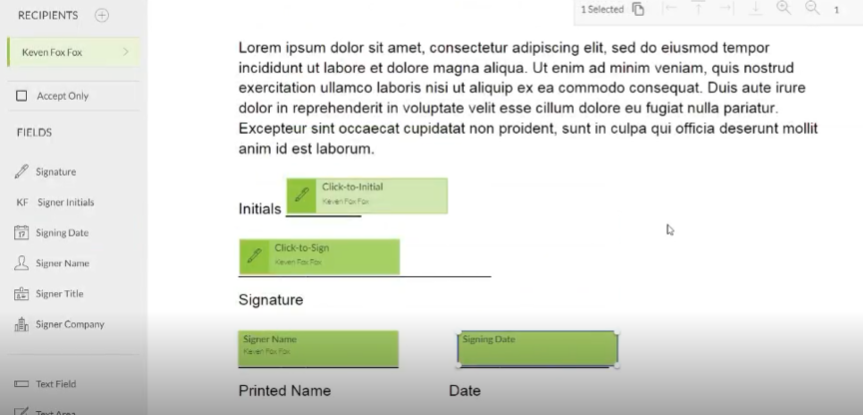 RECIPIENTS
1 Selected
1
Keven Fox Fox
Accept Only
FIELDS
Signature
KF Signer Initials
Signing Date
Signer Name
Signer Title
Signer Company
Text Field
Text Area
Lorem ipsum dolor sit amet, consectetur adipiscing elit, sed do eiusmod tempor
incididunt ut labore et dolore magna aliqua. Ut enim ad minim veniam, quis nostrud
exercitation ullamco laboris nisi ut aliquip ex ea commodo consequat. Duis aute irure
dolor in reprehenderit in voluptate velit esse cillum dolore eu fugiat nulla pariatur.
Excepteur sint occaecat cupidatat non proident, sunt in culpa qui officia deserunt mollit
anim id est laborum.
Click-to-Initial
Keven Fox Fox
Initials
Click-to-Sign
Keven Fox Fox
Signature
Signer Name
Keven Fox Fox
Signing Date
Printed Name
Date